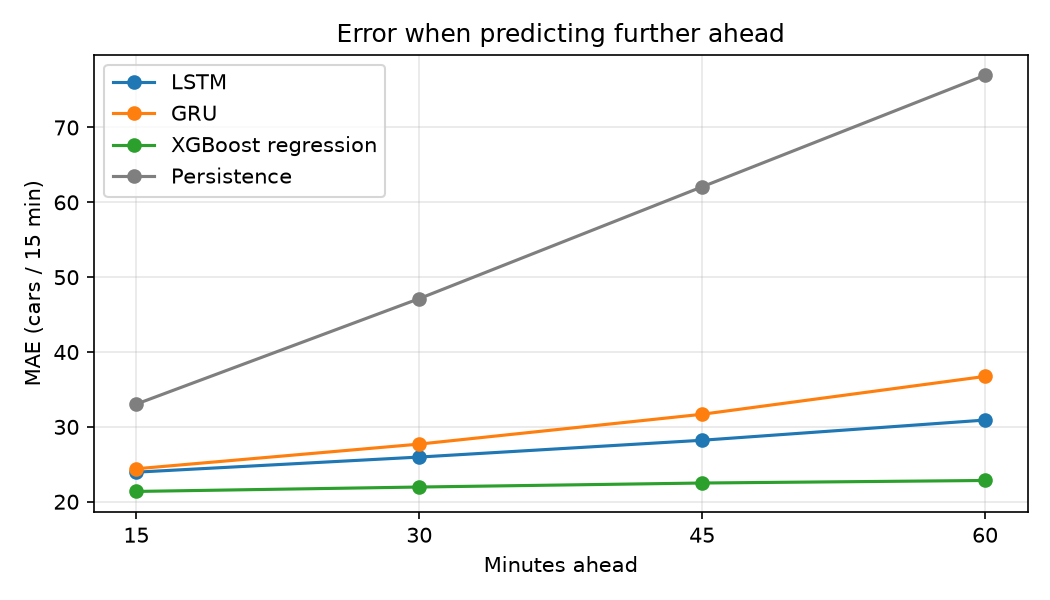 Error when predicting further ahead
LSTM
GRU
XGBoost regression
Persistence
MAE (cars / 15 min)
70
60
50
40
30
20
15 30 45 60
Minutes ahead